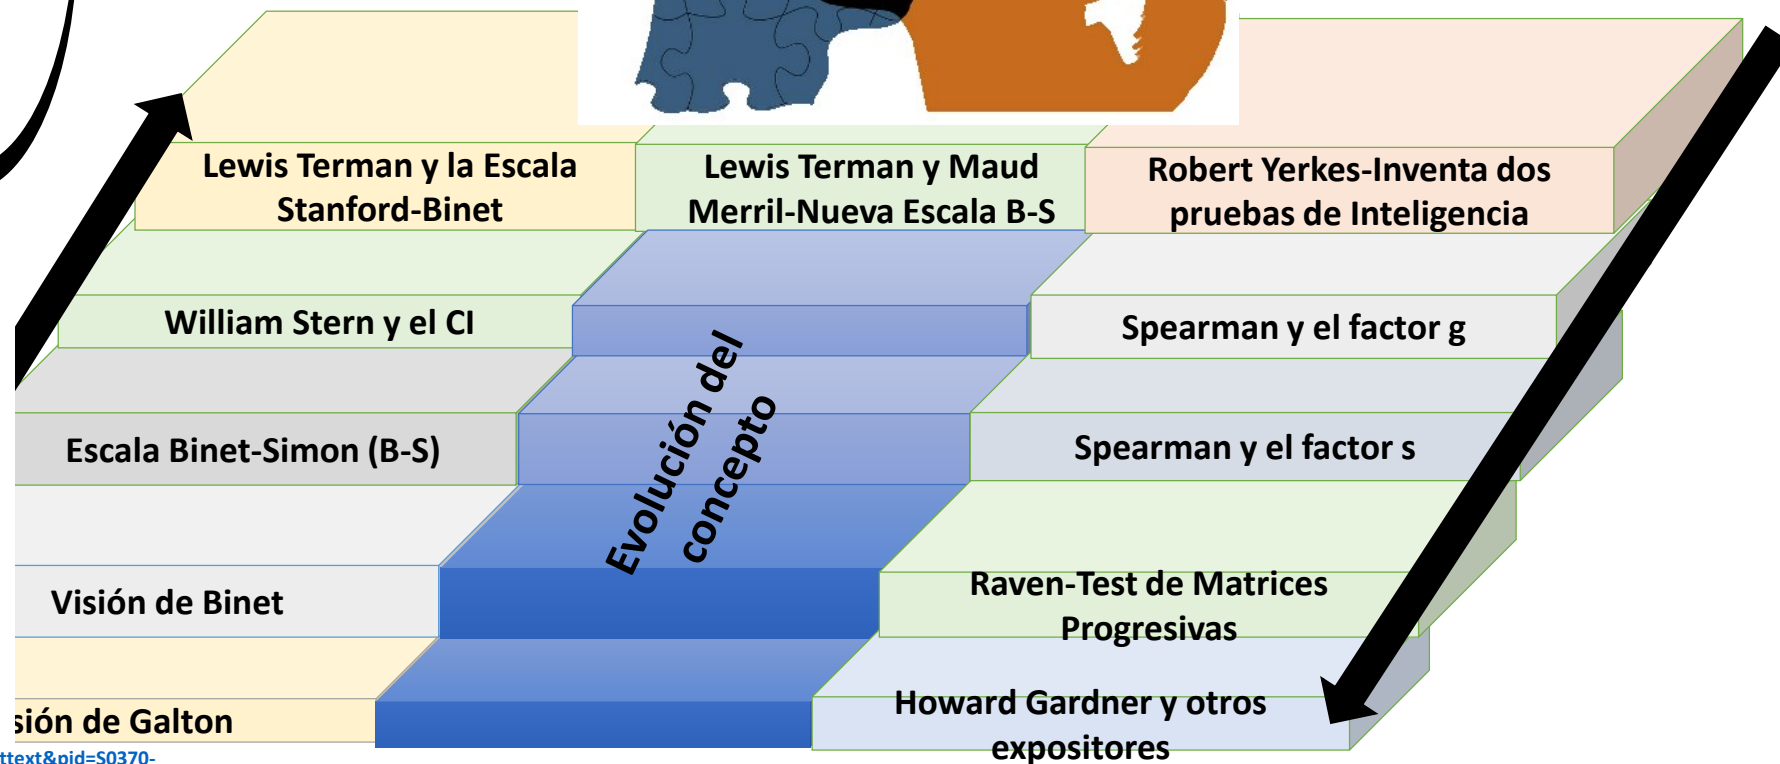 Lewis Terman y la Escala
Stanford-Binet
Lewis Terman y Maud
Merril-Nueva Escala B-S
Robert Yerkes-Inventa dos
pruebas de Inteligencia
William Stern y el CI
Spearman y el factor g
Evolución del
concepto
Escala Binet-Simon (B-S)
Spearman y el factor s
Visión de Binet
Raven-Test de Matrices
Progresivas
sión de Galton
Howard Gardner y otros
expositores
ttext&pid=S0370-